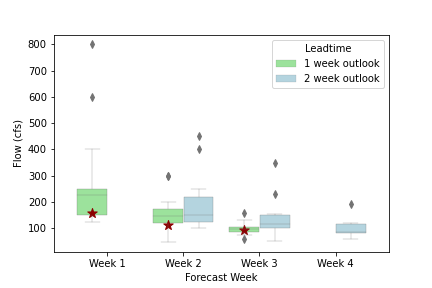 Leadtime
1 week outlook
2 week outlook
Flow (cfs)
800
700
600
500
400
300
200
100
Week 1 Week 2 Week 3 Week 4
Forecast Week